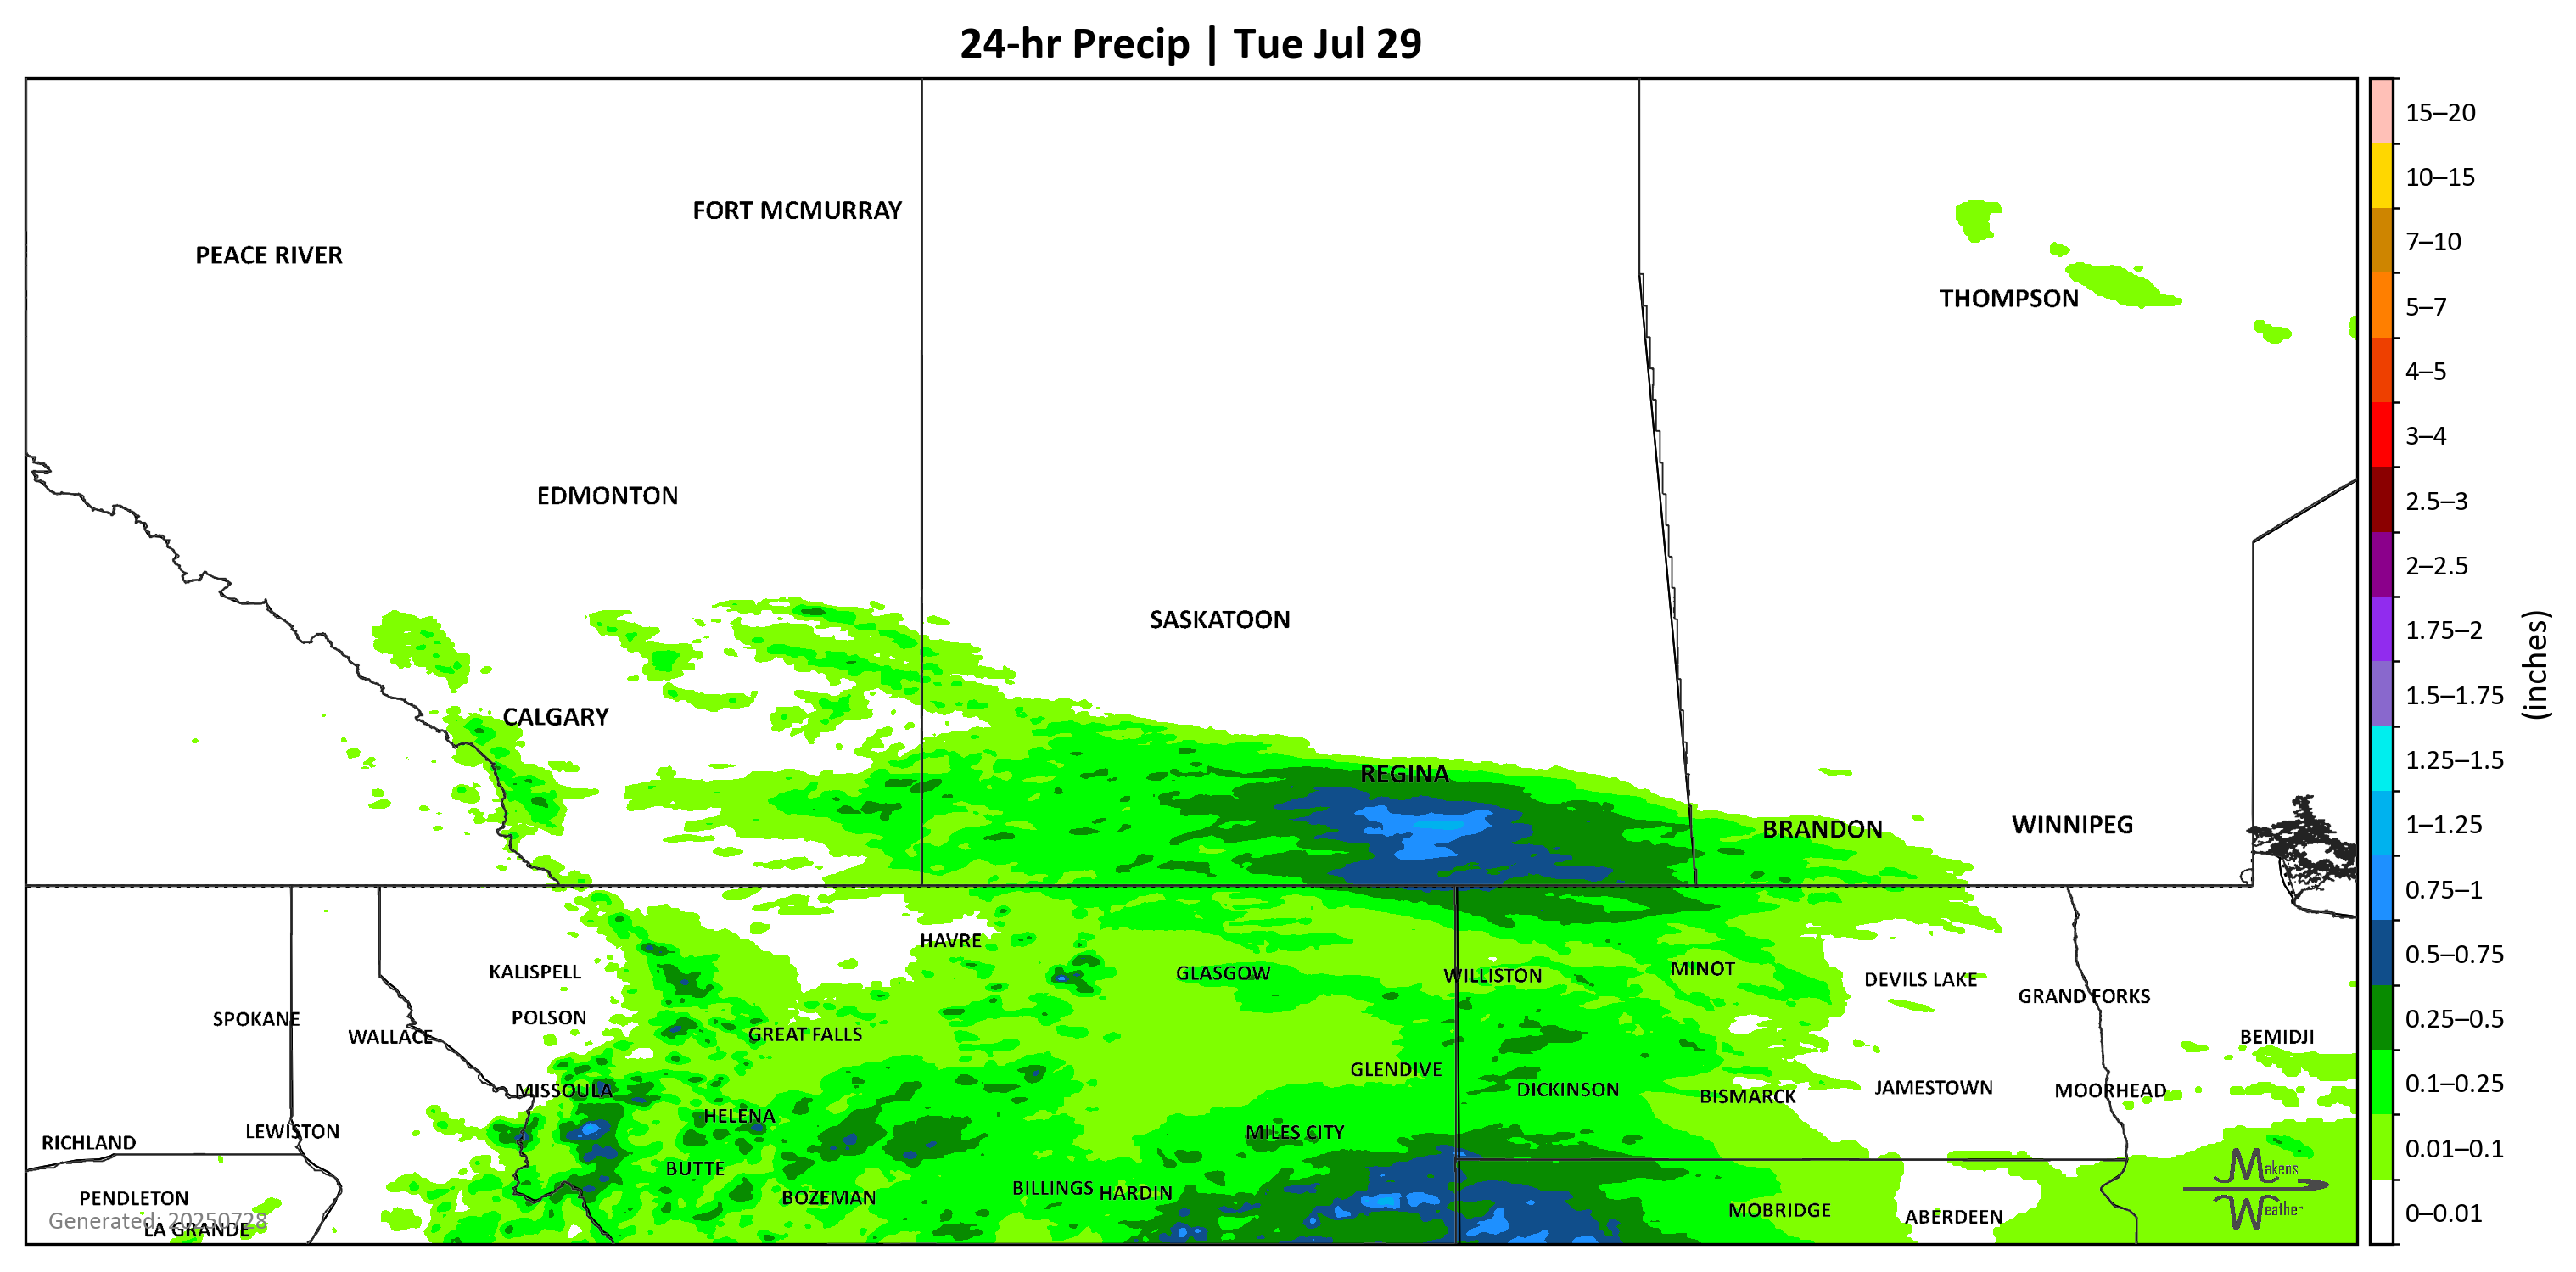 24-hr Precip | Tue Jul 29
FORT MCMURRAY
PEACE RIVER
THOMPSON
EDMONTON
SASKATOON
CALGARY
REGINA
BRANDON
WINNIPEG
HAVRE
KALISPELL
GLASGOW
WILLISTON
MINOT
DEVILS LAKE
GRAND FORKS
SPOKANE
POLSON
WALLACE
GREAT FALLS
BEMIDJI
GLENDIVE
MISSOULA
DICKINSON
BISMARCK
JAMESTOWN
MOORHEAD
HELENA
RICHLAND
LEWISTON
MILES CITY
BUTTE
PENDLETON
BOZEMAN
BILLINGS
HARDIN
MOBRIDGE
ABERDEEN
Generated: 20250728
LA GRANDE
Makens
Weather
15–20
10–15
7–10
5–7
4–5
3–4
2.5–3
2–2.5
1.75–2
1.5–1.75
1.25–1.5
1–1.25
0.75–1
0.5–0.75
0.25–0.5
0.1–0.25
0.01–0.1
0–0.01
(inches)